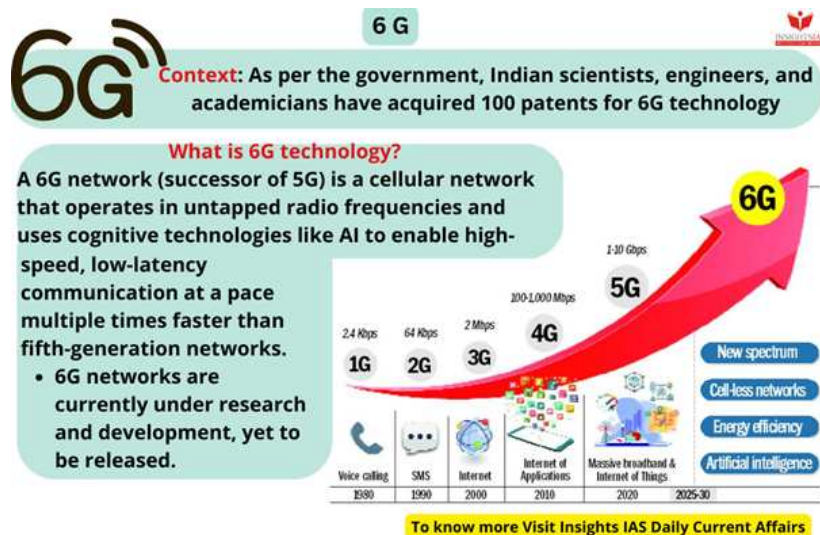 6 G
INSIGHTSIAS
6G
Context: As per the government, Indian scientists, engineers, and
academicians have acquired 100 patents for 6G technology
What is 6G technology?
A 6G network (successor of 5G) is a cellular network
that operates in untapped radio frequencies and
uses cognitive technologies like AI to enable high-
speed, low-latency
communication at a pace
multiple times faster than
fifth-generation networks.
• 6G networks are
currently under research
and development, yet to
be released.
2.4 Kbps
1G
64 Kbps
2G
2 Mbps
3G
100-1,000 Mbps
4G
1-10 Gbps
5G
6G
New spectrum
Cell-less networks
Energy efficiency
Artificial intelligence
Voice calling
SMS
Internet
Internet of
Applications
Massive broadband &
Internet of Things
1980
1990
2000
2010
2020
2025-30
To know more Visit Insights IAS Daily Current Affairs